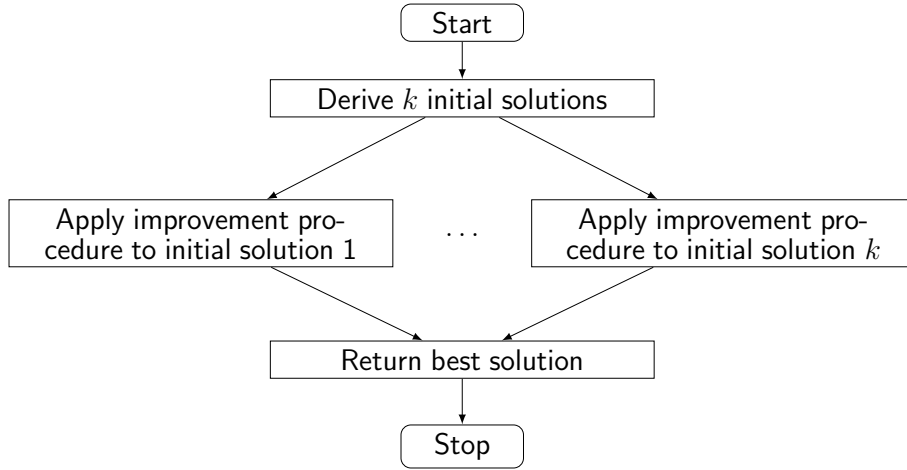 Start
Derive k initial solutions
Apply improvement pro-
cedure to initial solution 1
. . .
Apply improvement pro-
cedure to initial solution k
Return best solution
Stop